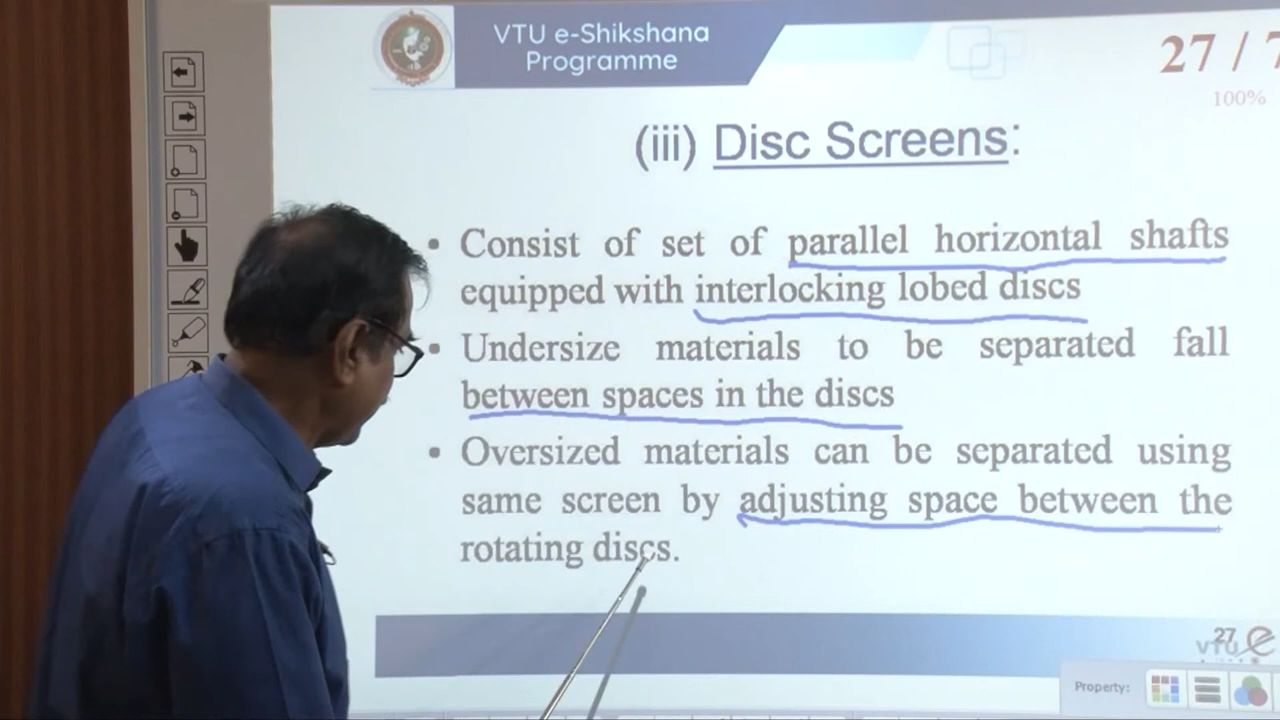 VTU e-Shikshana
Programme
27 / 7
100%
(iii) Disc Screens:
• Consist of set of parallel horizontal shafts
equipped with interlocking lobed discs
• Undersize materials to be separated fall
between spaces in the discs
• Oversized materials can be separated using
same screen by adjusting space between the
rotating discs.
27
VTU e
Property: